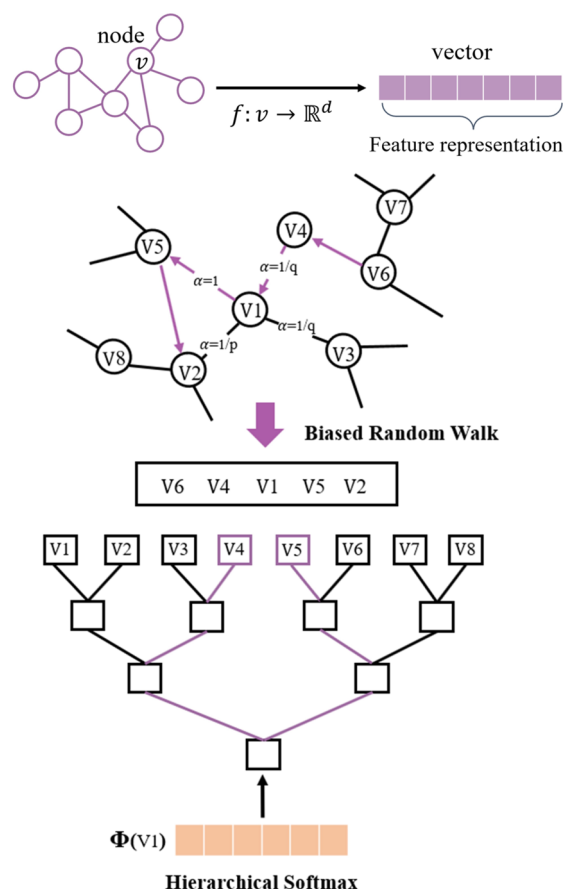 node
v
vector
f: v → ℝ^d
Feature representation
V7
V4
V5
V6
α=1/q
α=1
V1
α=1/q
α=1/p
V3
V8
V2
Biased Random Walk
V6 V4 V1 V5 V2
V1 V2 V3 V4 V5 V6 V7 V8
Φ(V1)
Hierarchical Softmax